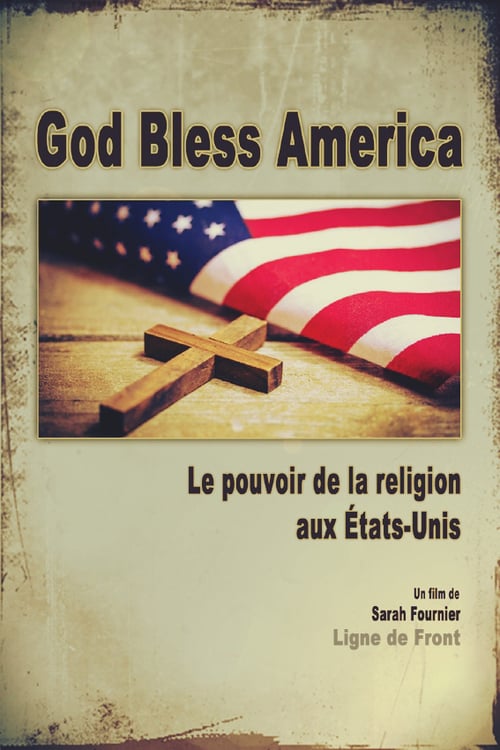 God Bless America
Le pouvoir de la religion
aux États-Unis
Un film de
Sarah Fournier
Ligne de Front